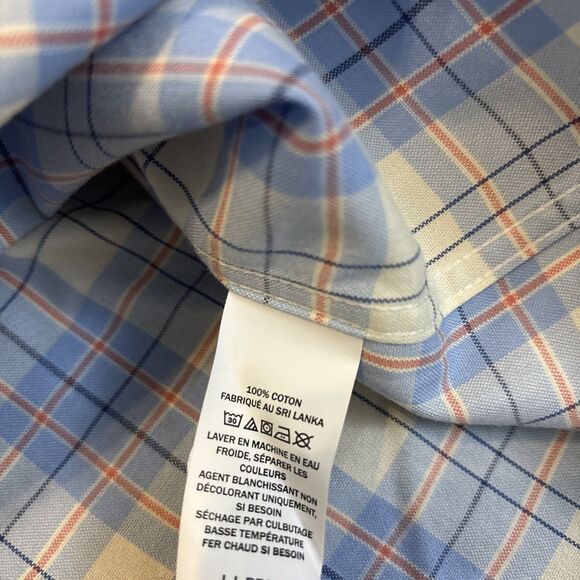 100% COTON
FABRIQUÉ AU SRI LANKA
30
LAVER EN MACHINE EN EAU
FROIDE, SÉPARER LES
COULEURS
AGENT BLANCHISSANT NON
DÉCOLORANT UNIQUEMENT,
SI BESOIN
SÉCHAGE PAR CULBUTAGE
BASSE TEMPÉRATURE
FER CHAUD SI BESOIN